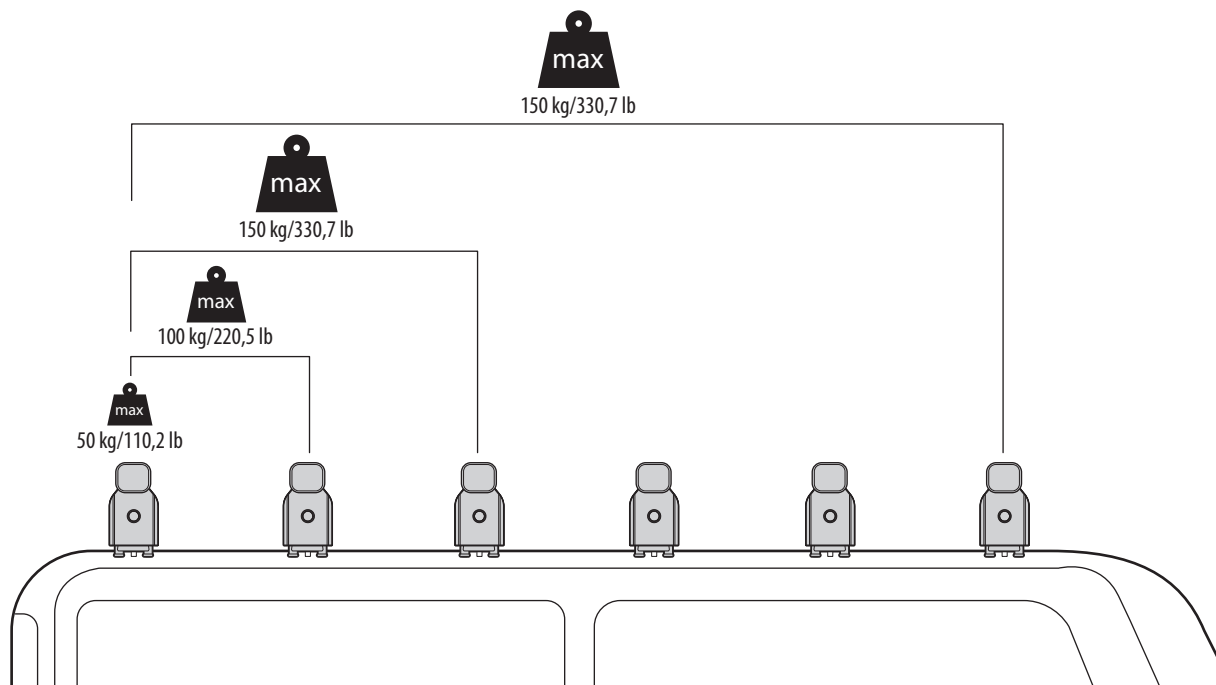 max
150 kg/330,7 lb
max
150 kg/330,7 lb
max
100 kg/220,5 lb
max
50 kg/110,2 lb